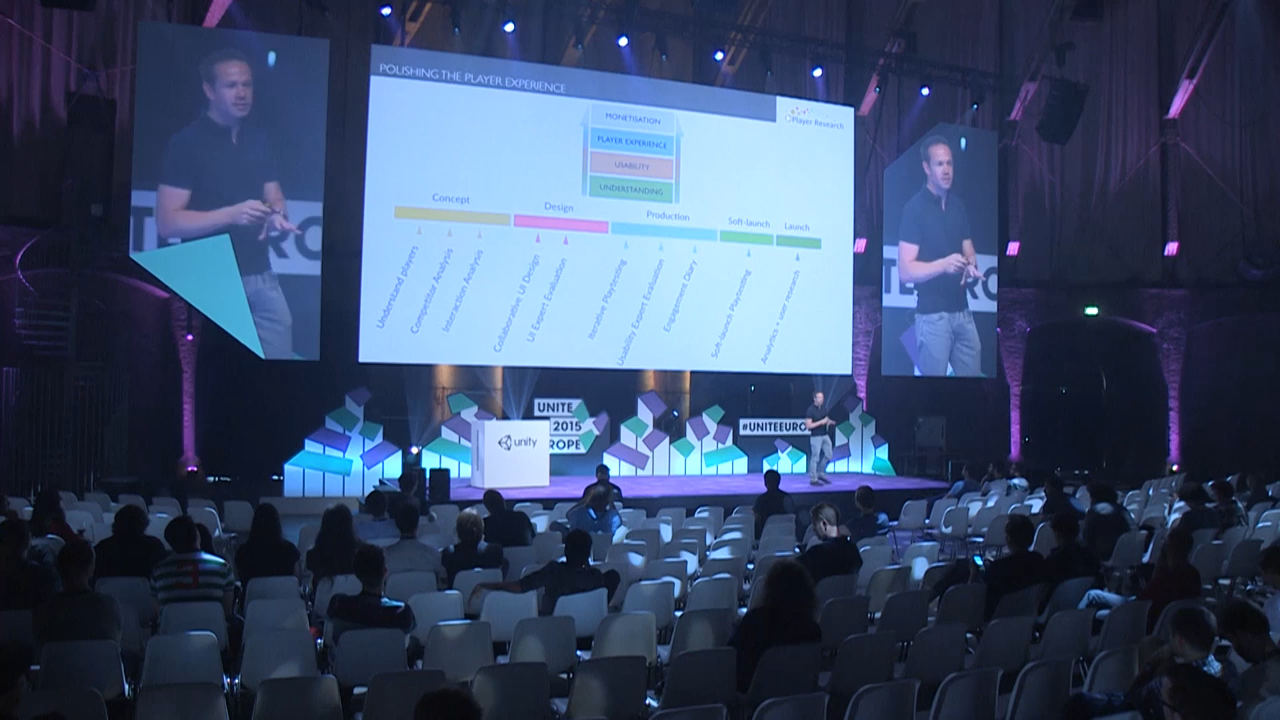 POLISHING THE PLAYER EXPERIENCE
Player Research
MONETISATION
PLAYER EXPERIENCE
USABILITY
UNDERSTANDING
Concept
Design
Production
Soft-launch
Launch
Understand players
Competitor Analysis
Interaction Analysis
Collaborative UI Design
UI Expert Evaluation
Iterative Playtesting
Usability Expert Evaluation
Engagement Diary
Soft-launch Playtesting
Analytics + user research
UNITE
2015
ROPE
unity
#UNITEEURO